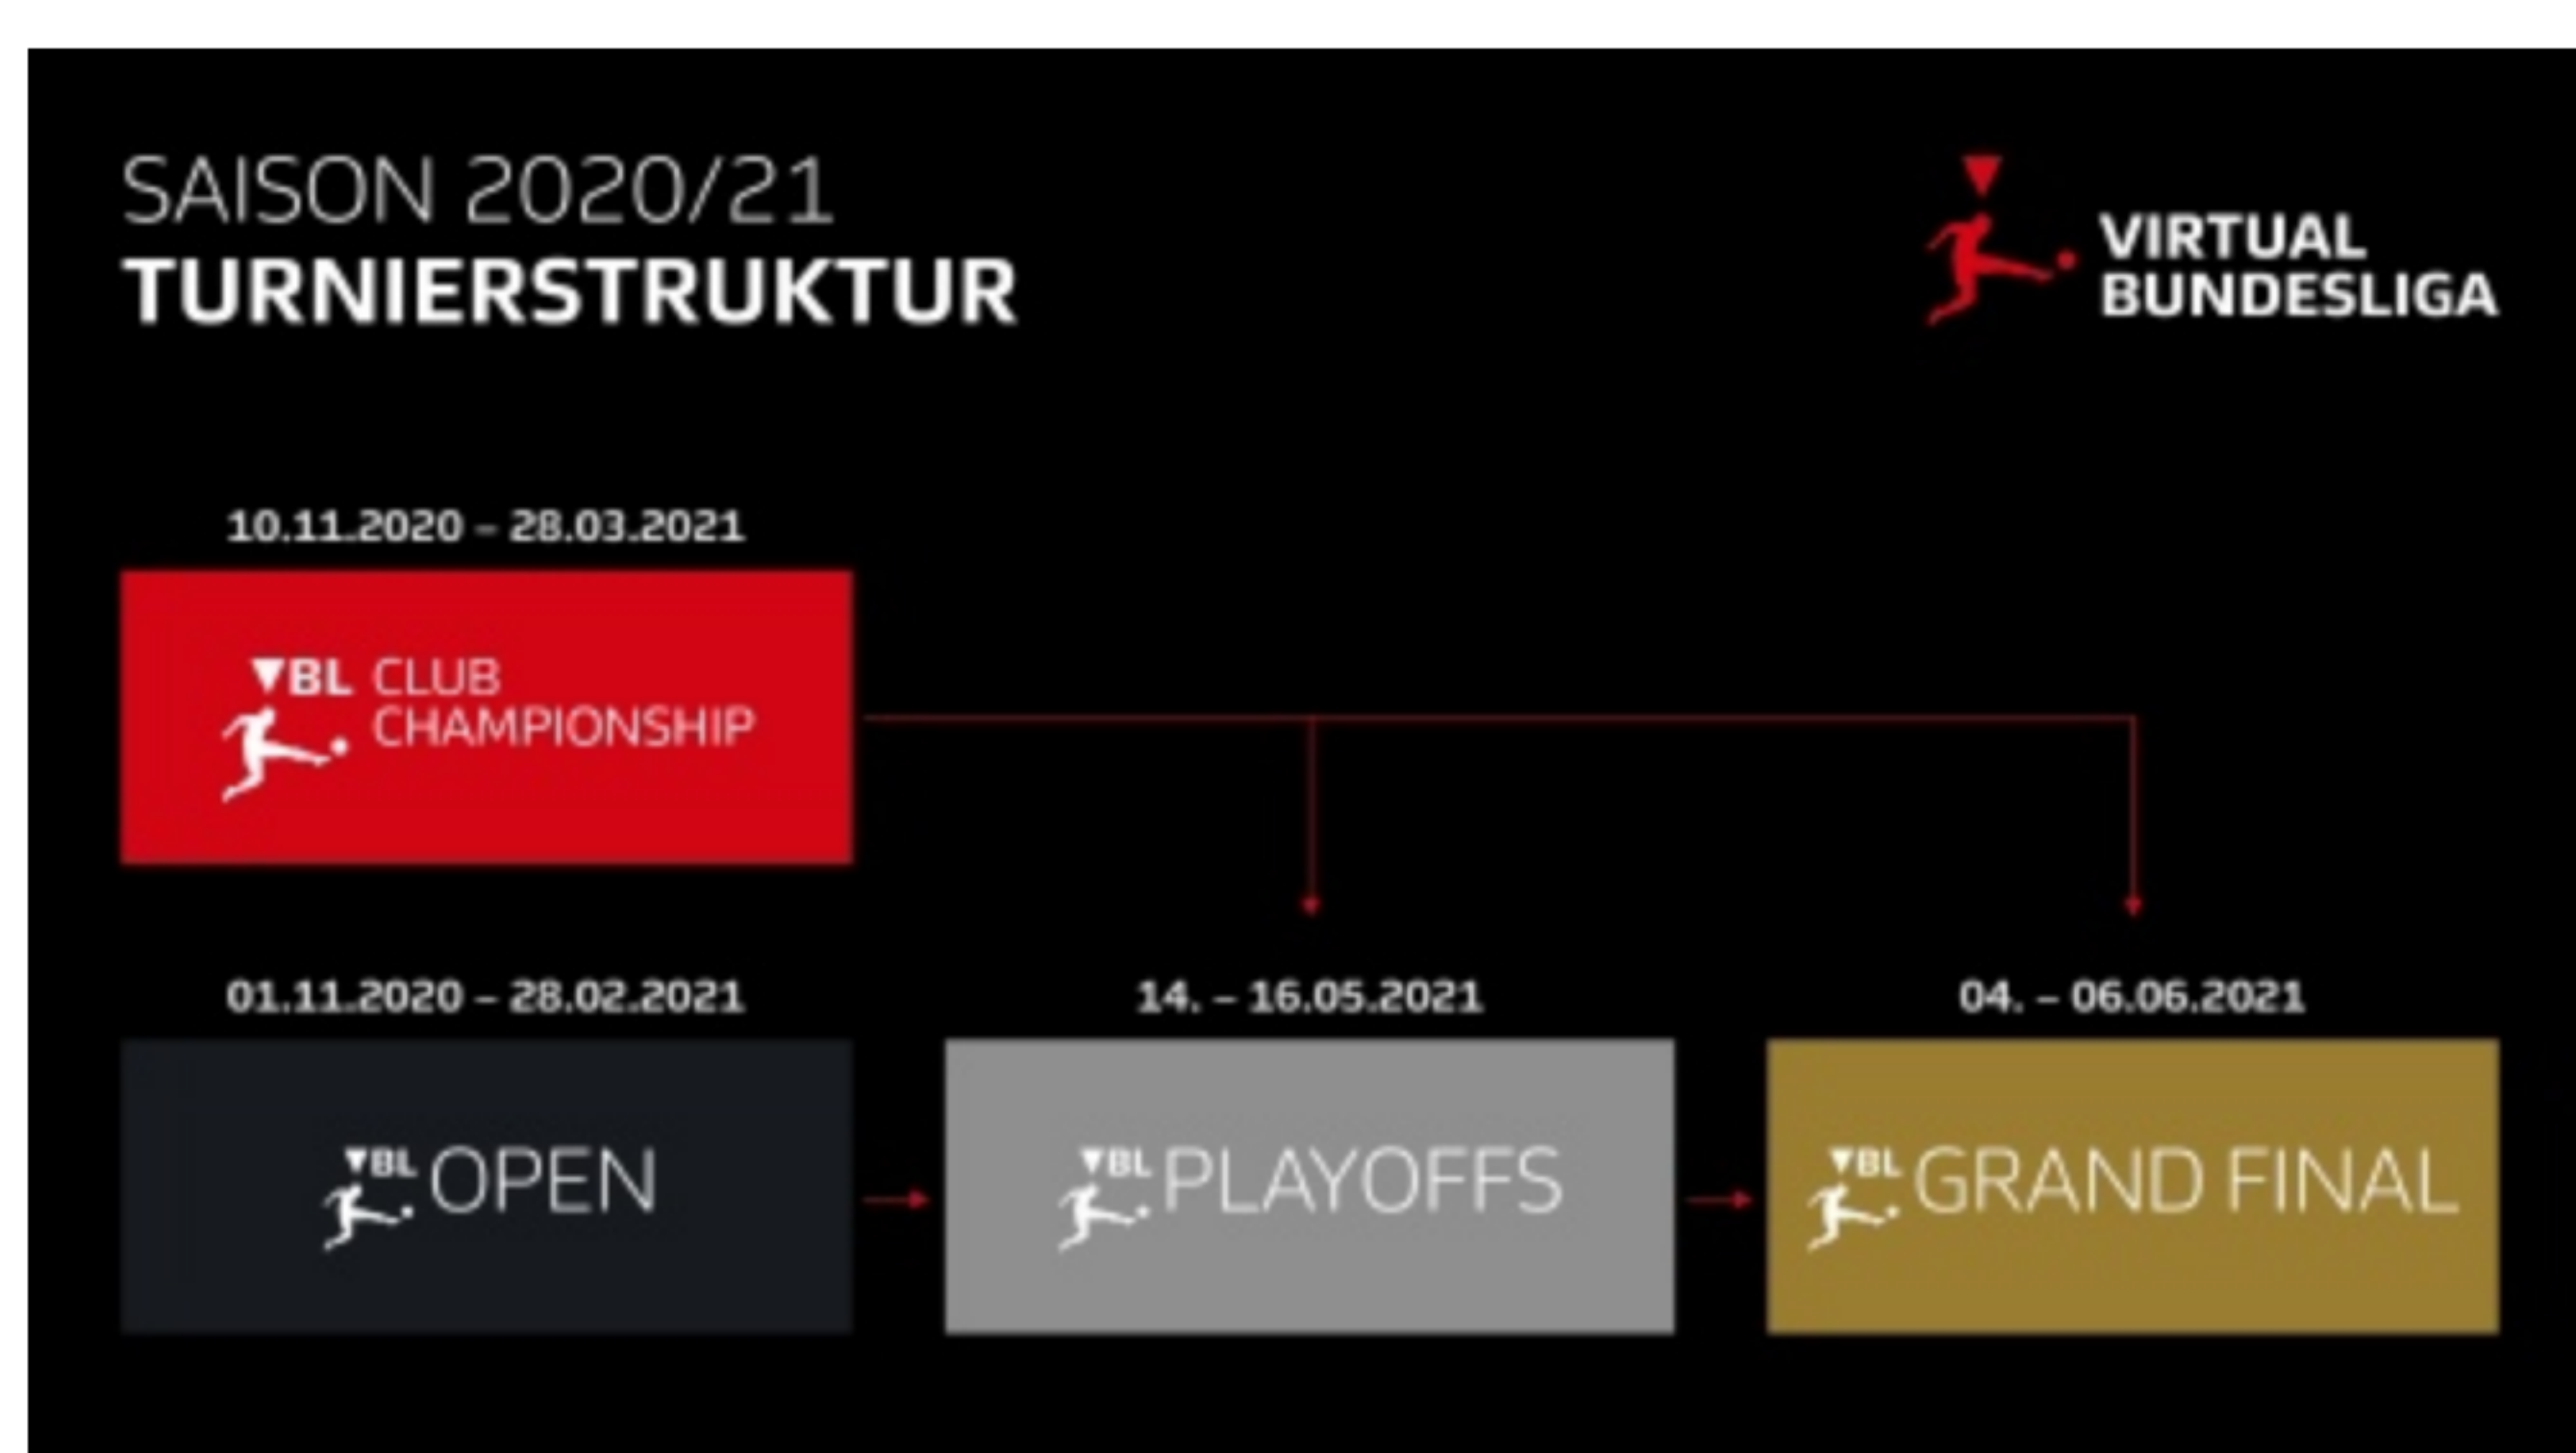 SAISON 2020/21
TURNIERSTRUKTUR
VIRTUAL
BUNDESLIGA
10.11.2020 – 28.03.2021
VBL CLUB
CHAMPIONSHIP
01.11.2020 – 28.02.2021
VBL OPEN
14. – 16.05.2021
VBL PLAYOFFS
04. – 06.06.2021
VBL GRAND FINAL